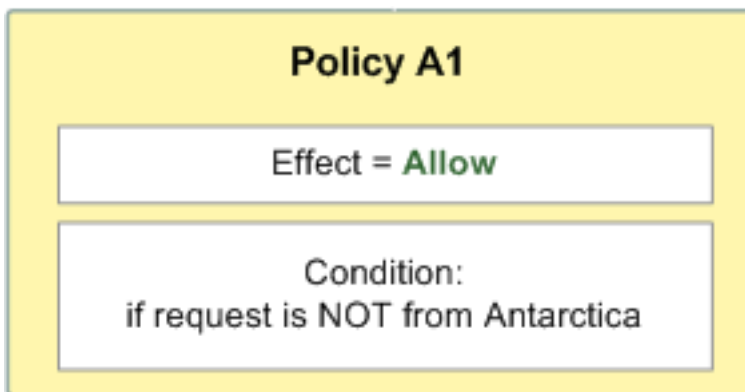 Policy A1
Effect = Allow
Condition:
if request is NOT from Antarctica